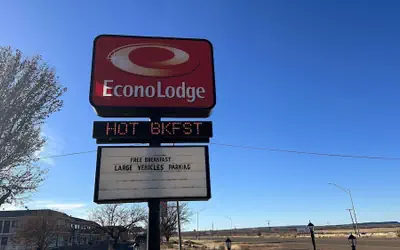 EconoLodge
HOT BKFST
FREE BREAKFAST
LARGE VEHICLES PARKING